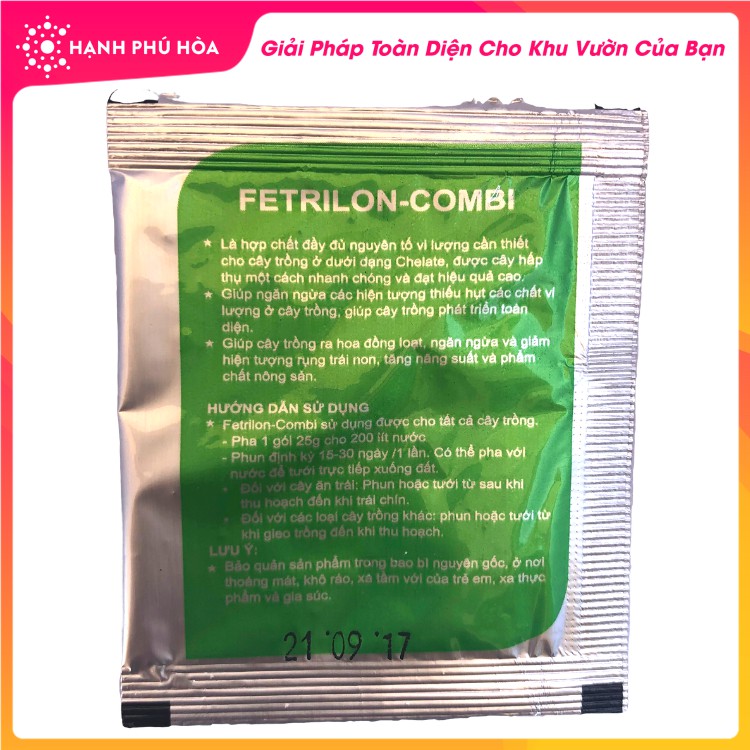 HẠNH PHÚ HÒA
Giải Pháp Toàn Diện Cho Khu Vườn Của Bạn
FETRILON-COMBI
★ Là hợp chất đầy đủ nguyên tố vi lượng cần thiết
cho cây trồng ở dưới dạng Chelate, được cây hấp
thụ một cách nhanh chóng và đạt hiệu quả cao.
★ Giúp ngăn ngừa các hiện tượng thiếu hụt các chất vi
lượng ở cây trồng, giúp cây trồng phát triển toàn
diện.
★ Giúp cây trồng ra hoa đồng loạt, ngăn ngừa và giảm
hiện tượng rụng trái non, tăng năng suất và phẩm
chất nông sản.
HƯỚNG DẪN SỬ DỤNG
★ Fetrilon-Combi sử dụng được cho tất cả cây trồng.
- Pha 1 gói 25g cho 200 lít nước
- Phun định kỳ 15-30 ngày /1 lần. Có thể pha với
nước để tưới trực tiếp xuống đất.
• Đối với cây ăn trái: Phun hoặc tưới từ sau khi
thu hoạch đến khi trái chín.
• Đối với các loại cây trồng khác: phun hoặc tưới từ
khi gieo trồng đến khi thu hoạch.
LƯU Ý:
★ Bảo quản sản phẩm trong bao bì nguyên gốc, ở nơi
thoáng mát, khô ráo, xa tầm với của trẻ em, xa thực
phẩm và gia súc.
21 09 17